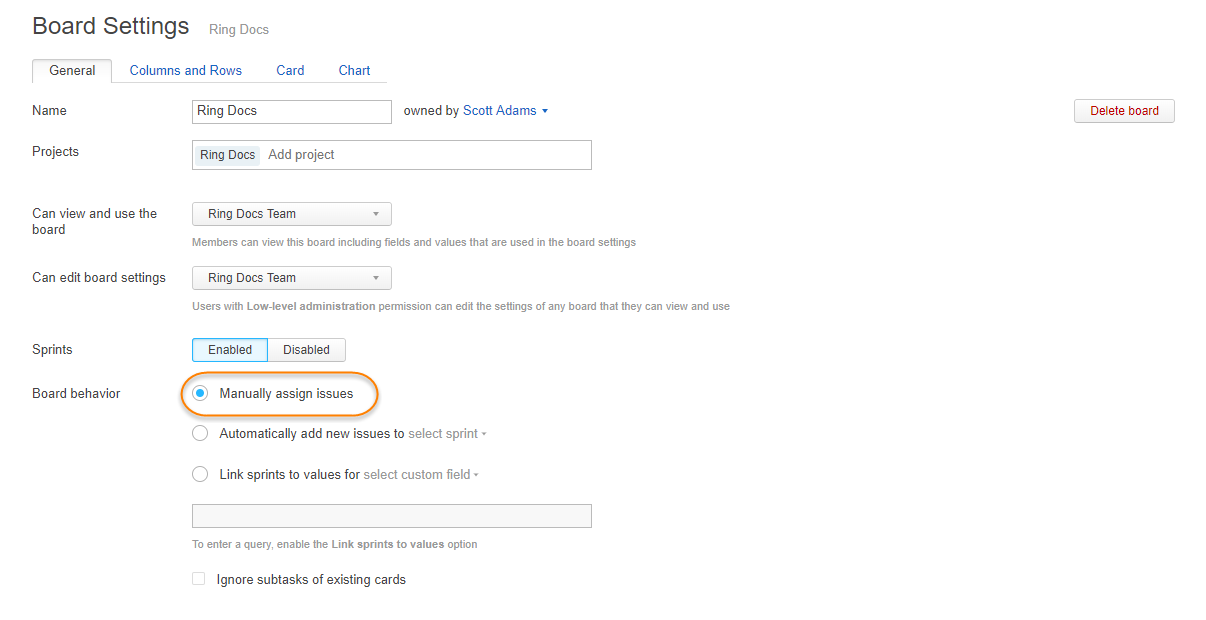 Board Settings Ring Docs
General Columns and Rows Card Chart
Name Ring Docs owned by Scott Adams Delete board
Projects Ring Docs Add project
Can view and use the board Ring Docs Team
Members can view this board including fields and values that are used in the board settings
Can edit board settings Ring Docs Team
Users with Low-level administration permission can edit the settings of any board that they can view and use
Sprints Enabled Disabled
Board behavior Manually assign issues
Automatically add new issues to select sprint
Link sprints to values for select custom field
To enter a query, enable the Link sprints to values option
Ignore subtasks of existing cards